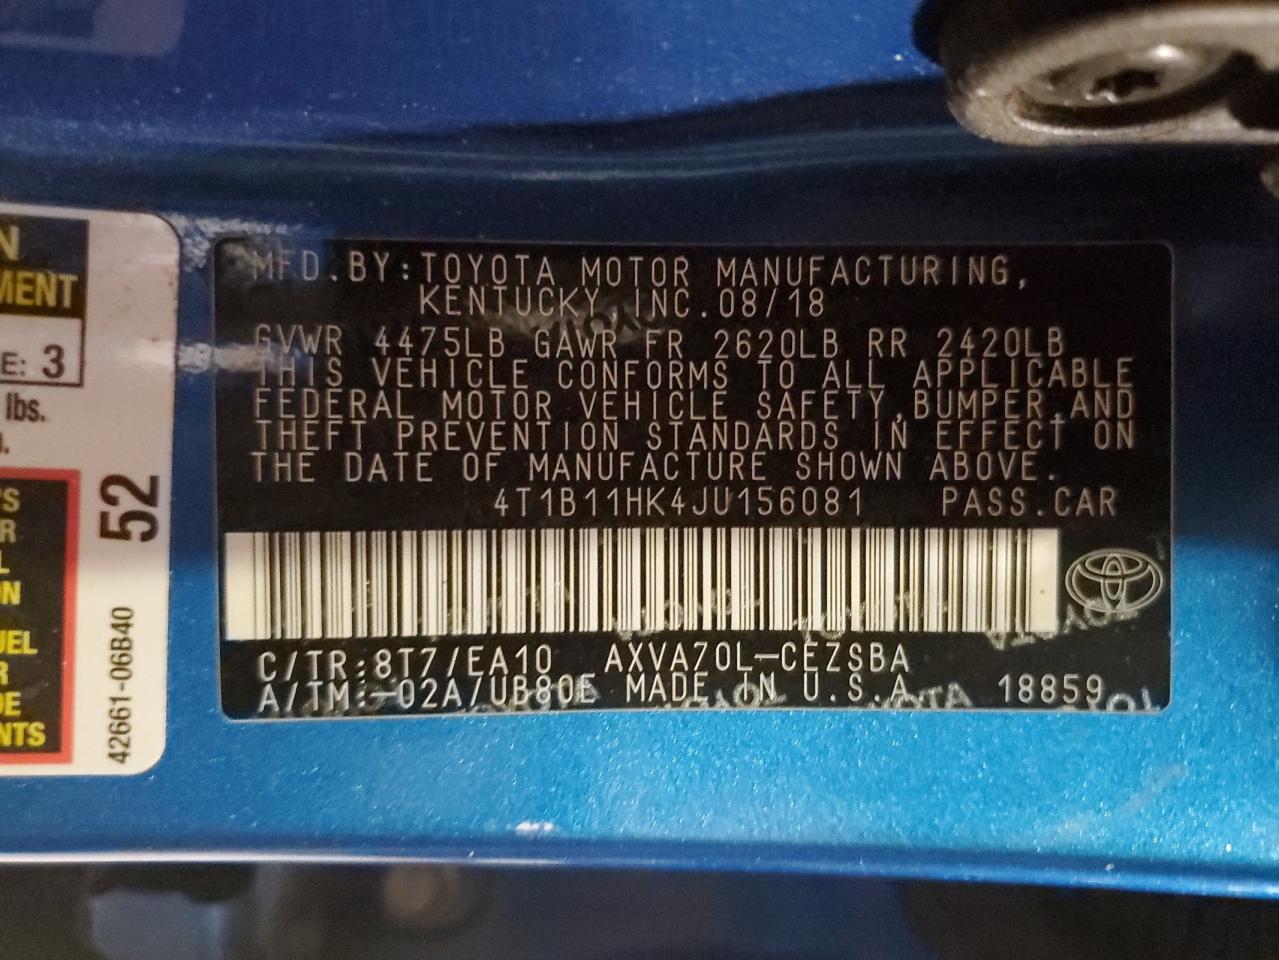 N
MENT
E: 3
lbs.
52
42661-06B40
UEL
DE
NTS
MFD.BY:TOYOTA MOTOR MANUFACTURING,
KENTUCKY, INC.08/18
GVWR 4475LB GAWR FR 2620LB RR 2420LB
THIS VEHICLE CONFORMS TO ALL APPLICABLE
FEDERAL MOTOR VEHICLE SAFETY,BUMPER,AND
THEFT PREVENTION STANDARDS IN EFFECT ON
THE DATE OF MANUFACTURE SHOWN ABOVE.
4T1B11HK4JU156081 PASS.CAR
C/TR:8T7/EA10 AXVA70L-CEZSBA
A/TM:-02A/UB80E MADE IN U.S.A 18859